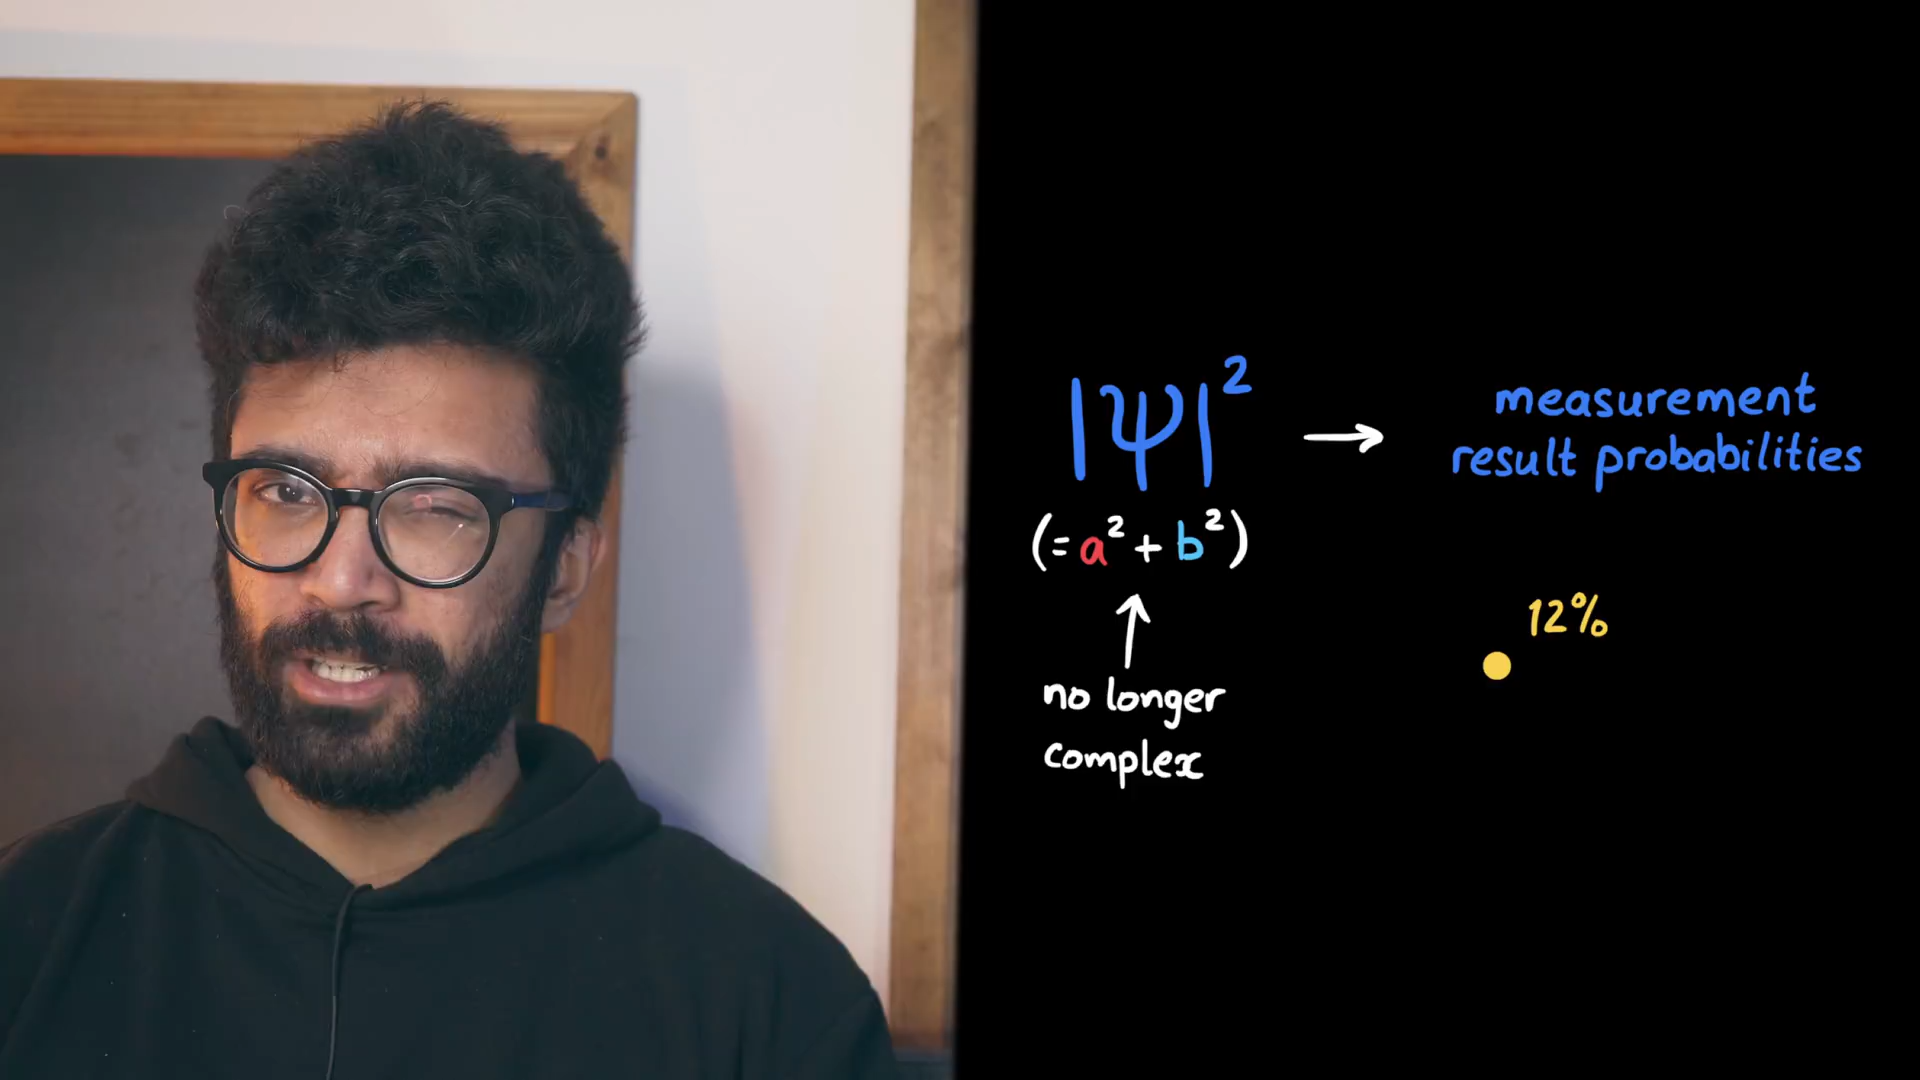 |ψ|²
(= a² + b²)
no longer
complex
measurement
result probabilities
12%